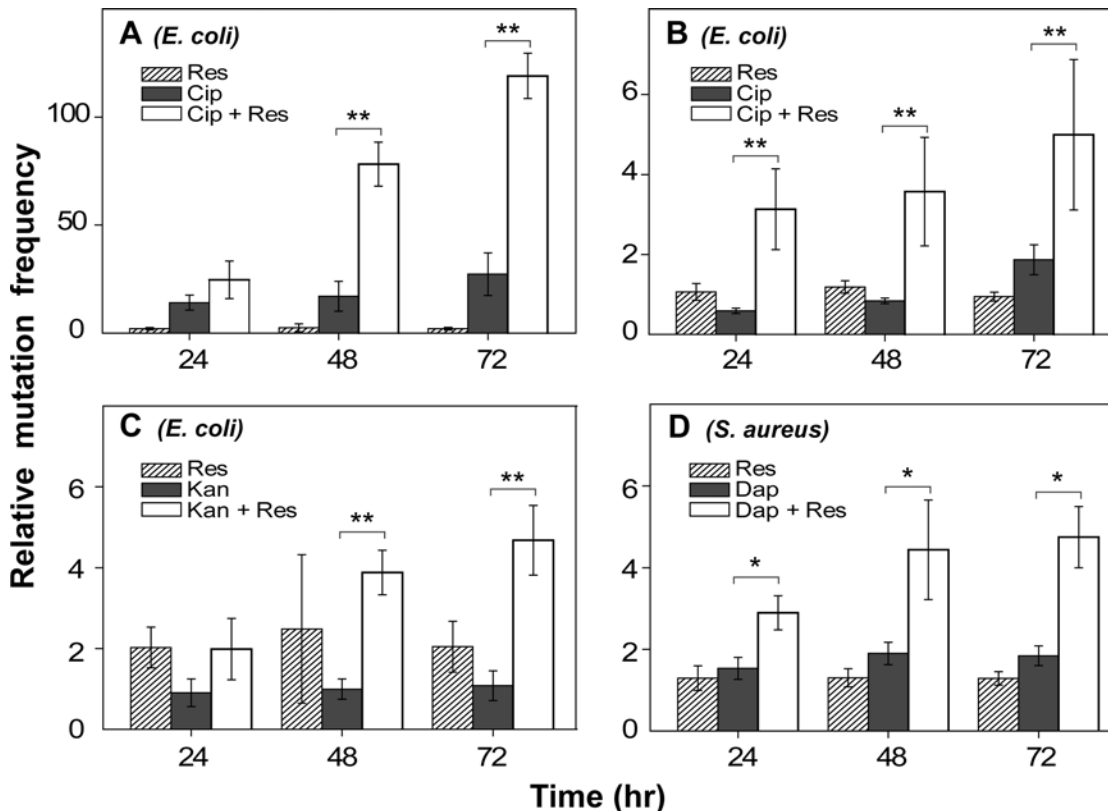 Relative mutation frequency
A (E. coli)
Res
Cip
Cip + Res
**
**
100
50
0
24 48 72
B (E. coli)
Res
Cip
Cip + Res
**
**
**
6
4
2
0
24 48 72
C (E. coli)
Res
Kan
Kan + Res
**
**
6
4
2
0
24 48 72
D (S. aureus)
Res
Dap
Dap + Res
*
*
*
6
4
2
0
24 48 72
Time (hr)